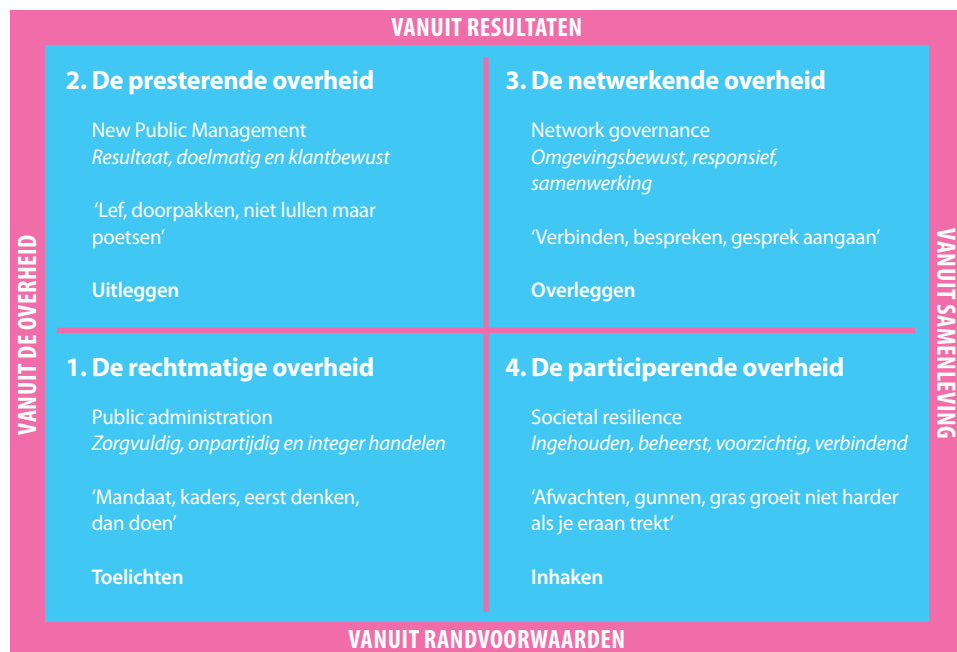 VANUIT RESULTATEN
VANUIT DE OVERHEID
2. De presterende overheid
New Public Management
Resultaat, doelmatig en klantbewust
‘Lef, doorpakken, niet lullen maar
poetsen’
Uitleggen
3. De netwerkende overheid
Network governance
Omgevingsbewust, responsief,
samenwerking
‘Verbinden, bespreken, gesprek aangaan’
Overleggen
1. De rechtmatige overheid
Public administration
Zorgvuldig, onpartijdig en integer handelen
‘Mandaat, kaders, eerst denken,
dan doen’
Toelichten
4. De participerende overheid
Societal resilience
Ingehouden, beheerst, voorzichtig, verbindend
‘Afwachten, gunnen, gras groeit niet harder
als je eraan trekt’
Inhaken
VANUIT SAMENLEVING
VANUIT RANDVOORWAARDEN